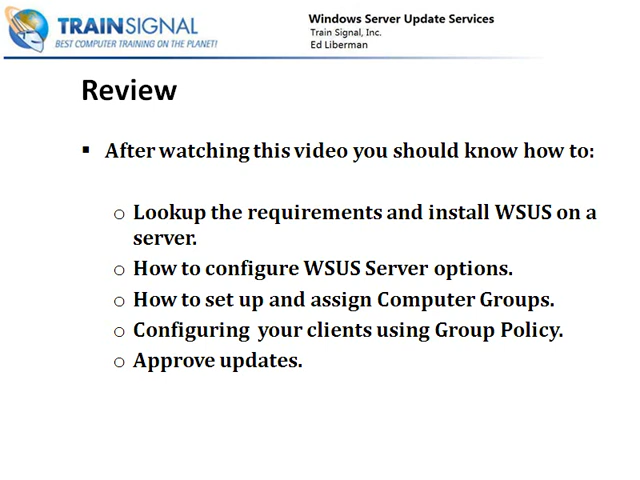 TRAINSIGNAL
BEST COMPUTER TRAINING ON THE PLANET!
Windows Server Update Services
Train Signal, Inc.
Ed Liberman
Review
▪ After watching this video you should know how to:
o Lookup the requirements and install WSUS on a
server.
o How to configure WSUS Server options.
o How to set up and assign Computer Groups.
o Configuring  your clients using Group Policy.
o Approve updates.